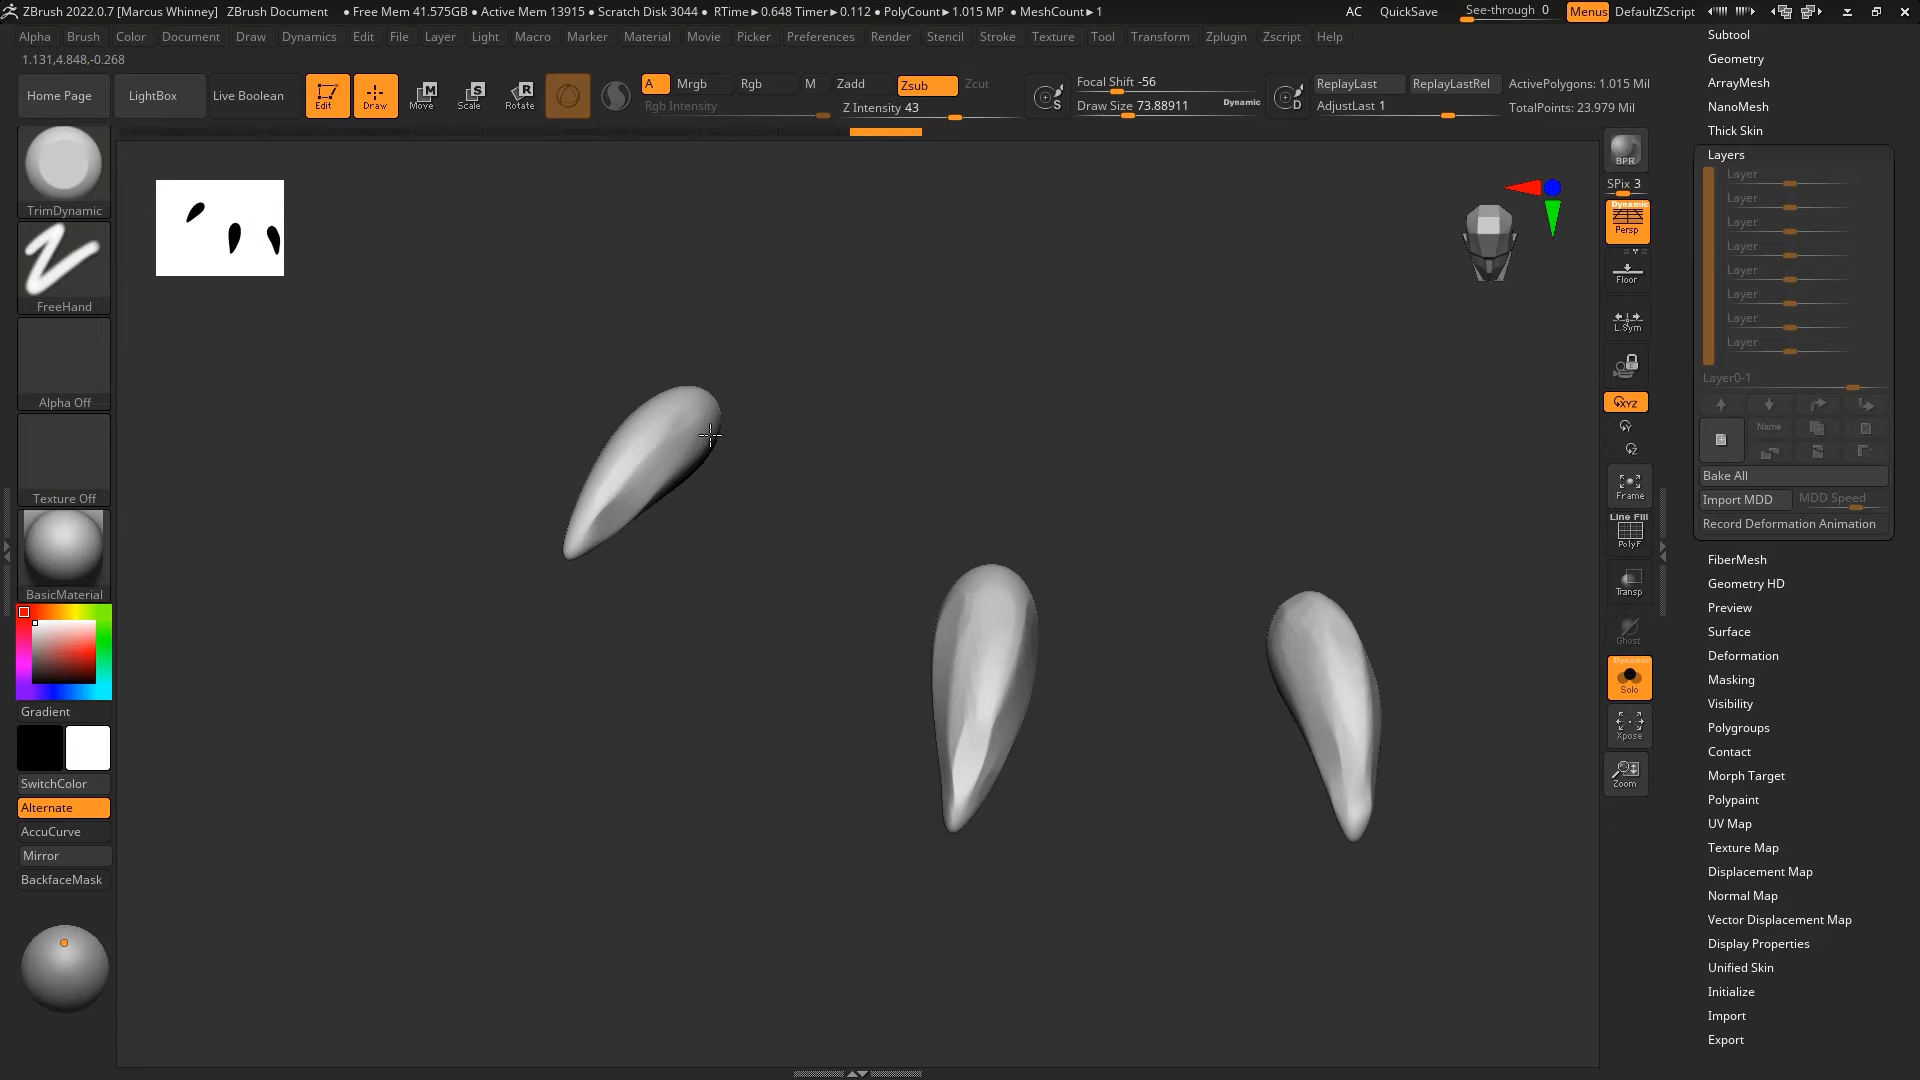 ZBrush 2022.0.7 [Marcus Whinney] ZBrush Document • Free Mem 41.575GB • Active Mem 13915 • Scratch Disk 3044 • RTime►0.648 Timer►0.112 • PolyCount►1.015 MP • MeshCount►1 AC QuickSave See-through 0 Menus DefaultZScript
Alpha Brush Color Document Draw Dynamics Edit File Layer Light Macro Marker Material Movie Picker Preferences Render Stencil Stroke Texture Tool Transform Zplugin Zscript Help
1.131,4.848,-0.268
Home Page LightBox Live Boolean Edit Draw Move Scale Rotate
A Mrgb Rgb M Zadd Zsub Zcut
Rgb Intensity Z Intensity 43
Focal Shift -56
Draw Size 73.88911 Dynamic
ReplayLast ReplayLastRel
AdjustLast 1
ActivePolygons: 1.015 Mil
TotalPoints: 23.979 Mil
TrimDynamic
FreeHand
Alpha Off
Texture Off
BasicMaterial
Gradient
SwitchColor
Alternate
AccuCurve
Mirror
BackfaceMask
BPR
SPix 3
Dynamic
Persp
Floor
L.Sym
XYZ
Frame
Line Fill
PolyF
Transp
Ghost
Dynamic
Solo
Xpose
Zoom
Subtool
Geometry
ArrayMesh
NanoMesh
Thick Skin
Layers
Layer
Layer
Layer
Layer
Layer
Layer
Layer
Layer
Layer0-1
Name
Bake All
Import MDD MDD Speed
Record Deformation Animation
FiberMesh
Geometry HD
Preview
Surface
Deformation
Masking
Visibility
Polygroups
Contact
Morph Target
Polypaint
UV Map
Texture Map
Displacement Map
Normal Map
Vector Displacement Map
Display Properties
Unified Skin
Initialize
Import
Export